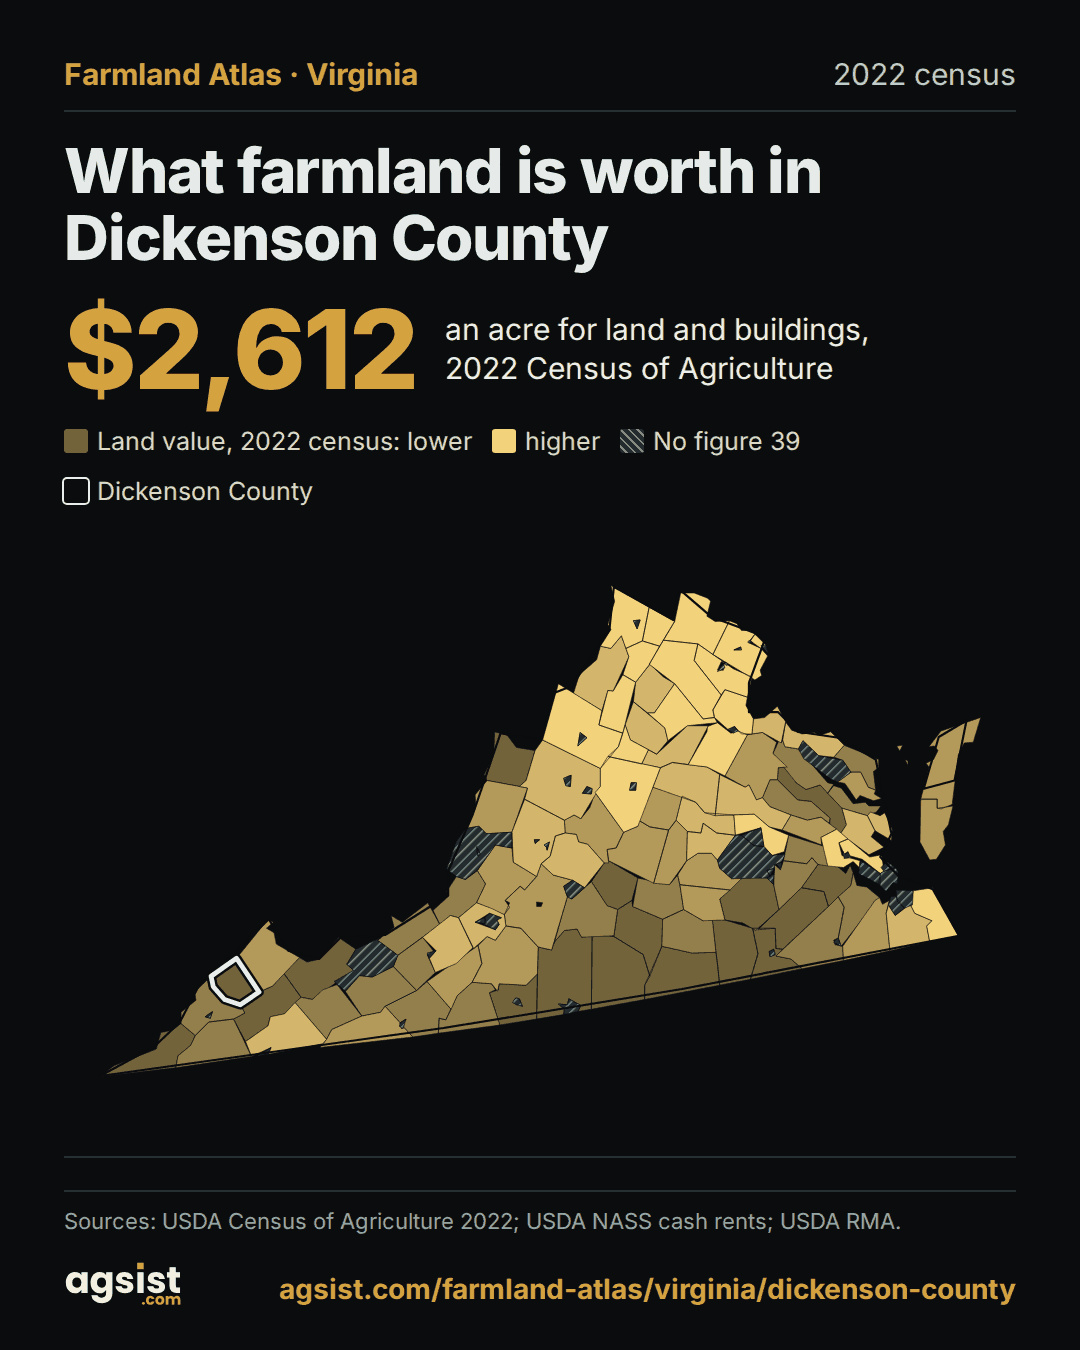 Farmland Atlas · Virginia
2022 census
What farmland is worth in
Dickenson County
$2,612
an acre for land and buildings,
2022 Census of Agriculture
Land value, 2022 census: lower
higher
No figure 39
Dickenson County
Sources: USDA Census of Agriculture 2022; USDA NASS cash rents; USDA RMA.
agsist
.com
agsist.com/farmland-atlas/virginia/dickenson-county